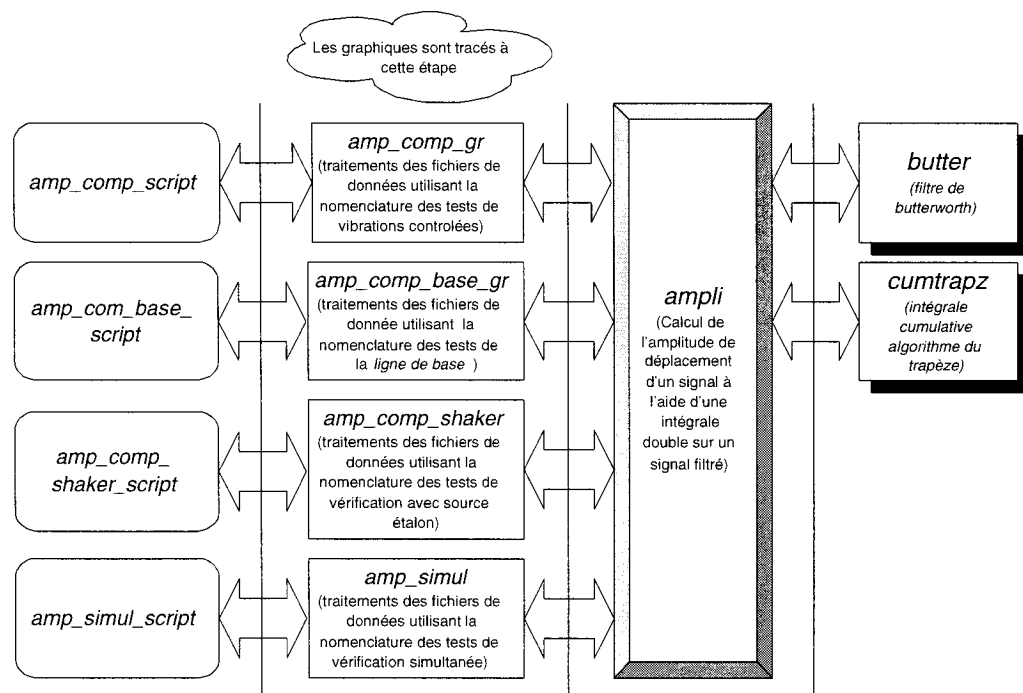 Les graphiques sont tracés à
cette étape
amp_comp_script
amp_comp_gr
(traitements des fichiers de
données utilisant la
nomenclature des tests de
vibrations controlées)
amp_com_base_
script
amp_comp_base_gr
(traitements des fichiers de
donnée utilisant la
nomenclature des tests de
la ligne de base )
amp_comp_
shaker_script
amp_comp_shaker
(traitements des fichiers de
données utilisant la
nomenclature des tests de
vérification avec source
étalon)
amp_simul_script
amp_simul
(traitements des fichiers de
données utilisant la
nomenclature des tests de
vérification simultanée)
ampli
(Calcul de
l'amplitude de
déplacement
d'un signal à
l'aide d'une
intégrale
double sur un
signal filtré)
butter
(filtre de
butterworth)
cumtrapz
(intégrale
cumulative
algorithme du
trapèze)